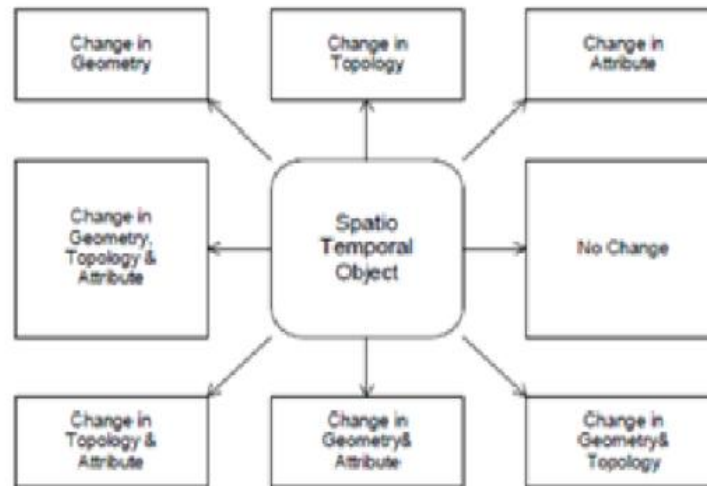 Change in
Geometry
Change in
Topology
Change in
Attribute
Change in
Geometry,
Topology &
Attribute
Spatio
Temporal
Object
No Change
Change in
Topology &
Attribute
Change in
Geometry&
Attribute
Change in
Geometry&
Topology